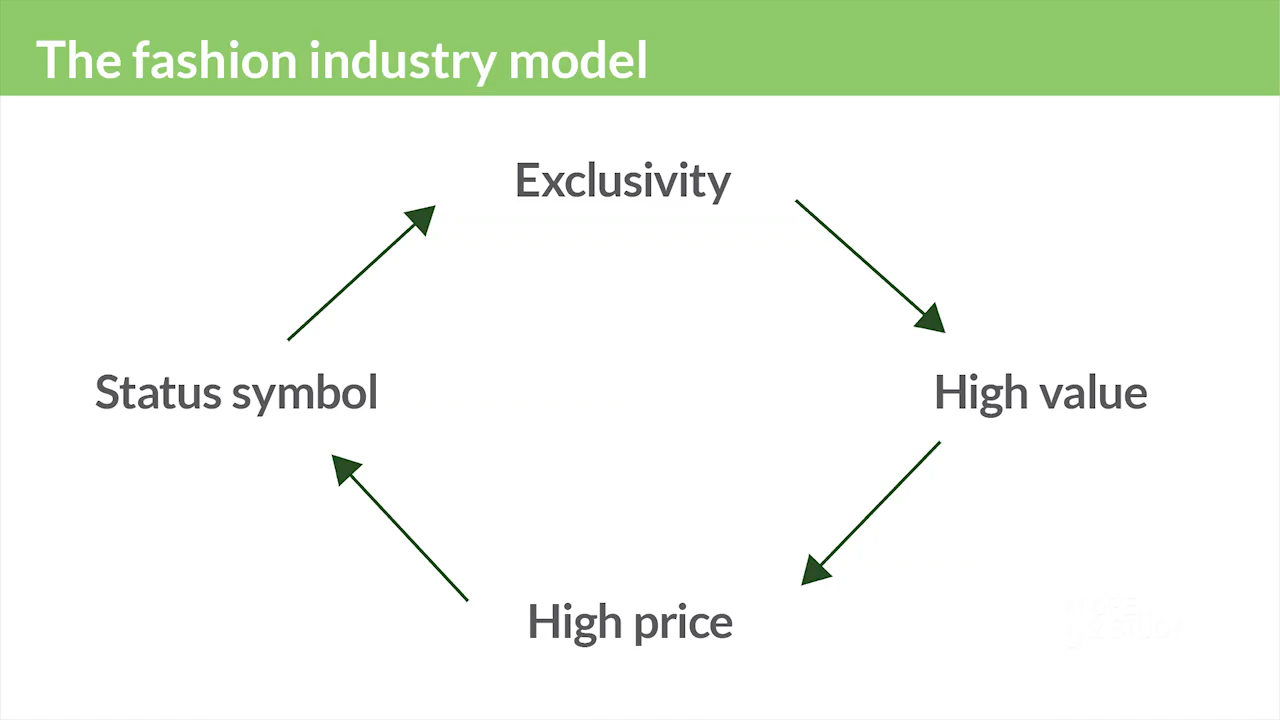 The fashion industry model
Exclusivity
Status symbol
High value
High price